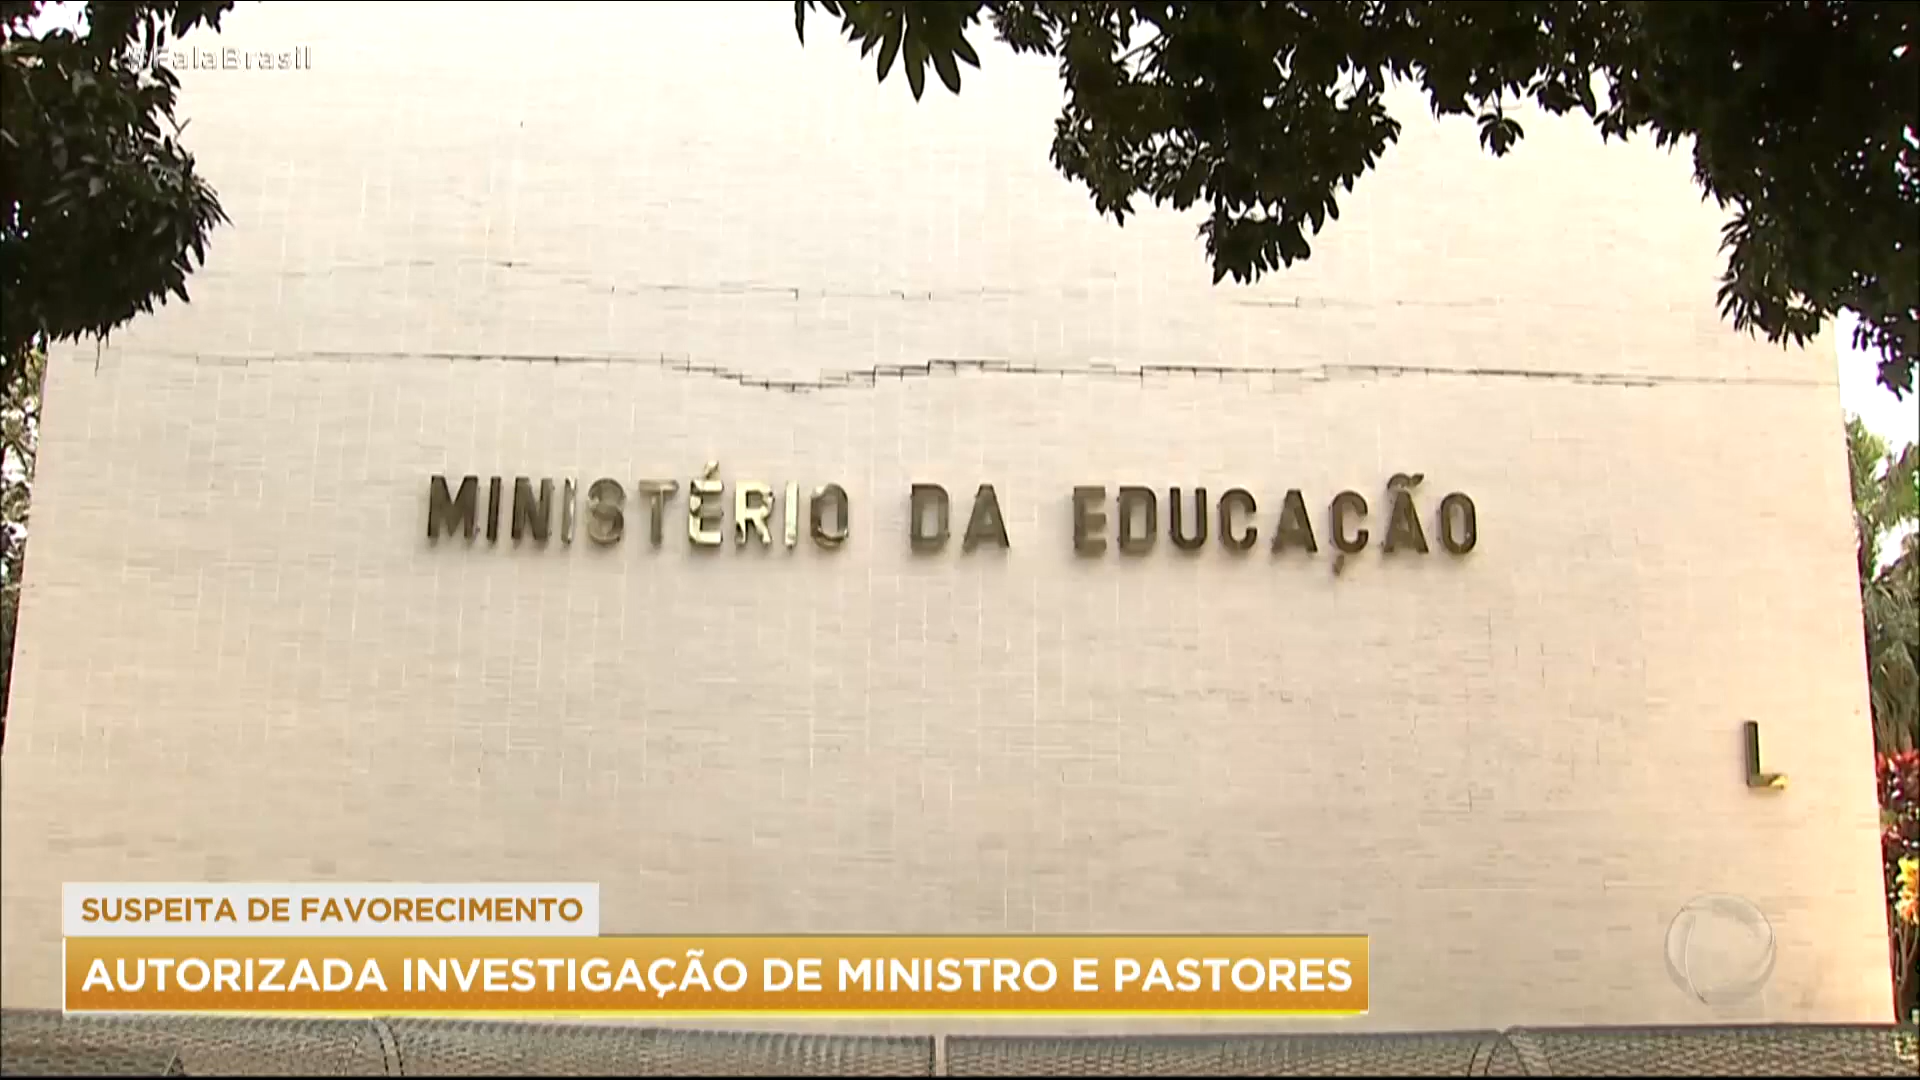 #FalaBrasil
MINISTÉRIO DA EDUCAÇÃO
L
SUSPEITA DE FAVORECIMENTO
AUTORIZADA INVESTIGAÇÃO DE MINISTRO E PASTORES